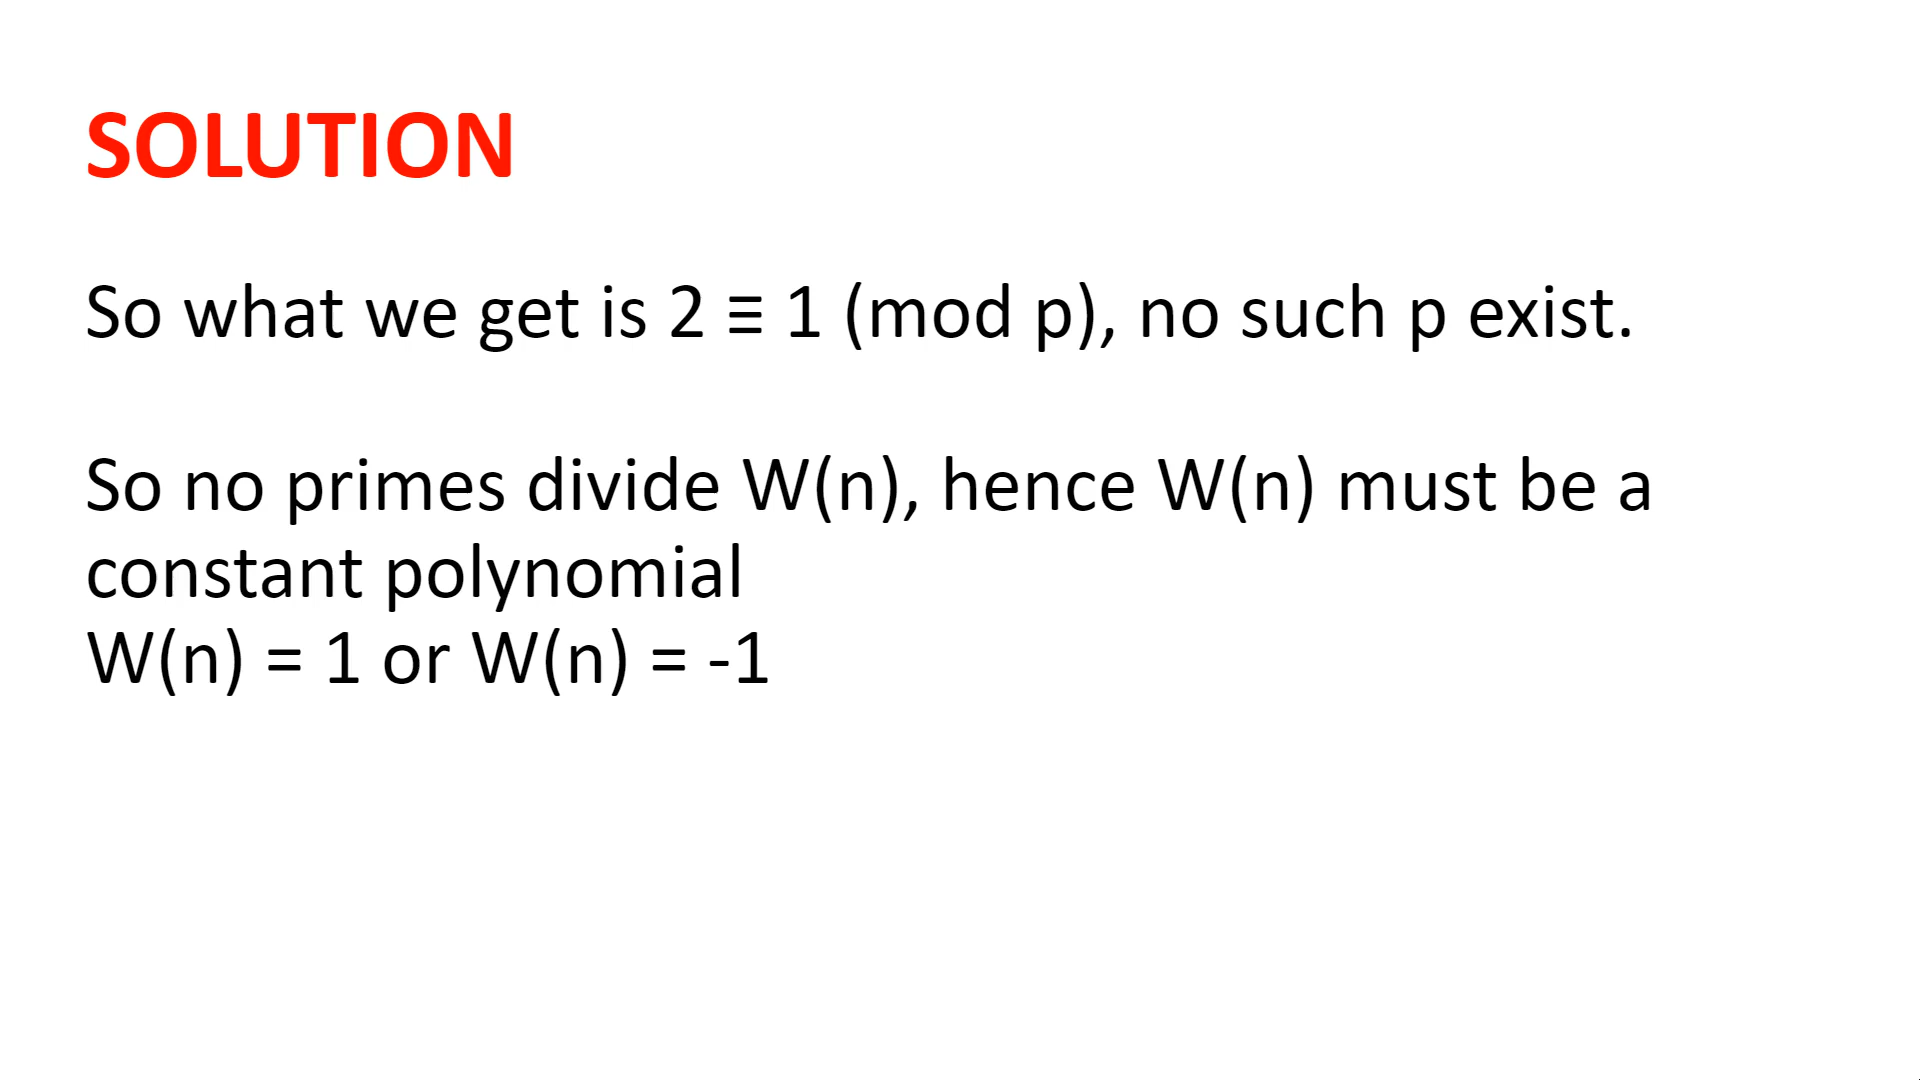 SOLUTION
So what we get is 2 ≡ 1 (mod p), no such p exist.
So no primes divide W(n), hence W(n) must be a
constant polynomial
W(n) = 1 or W(n) = -1